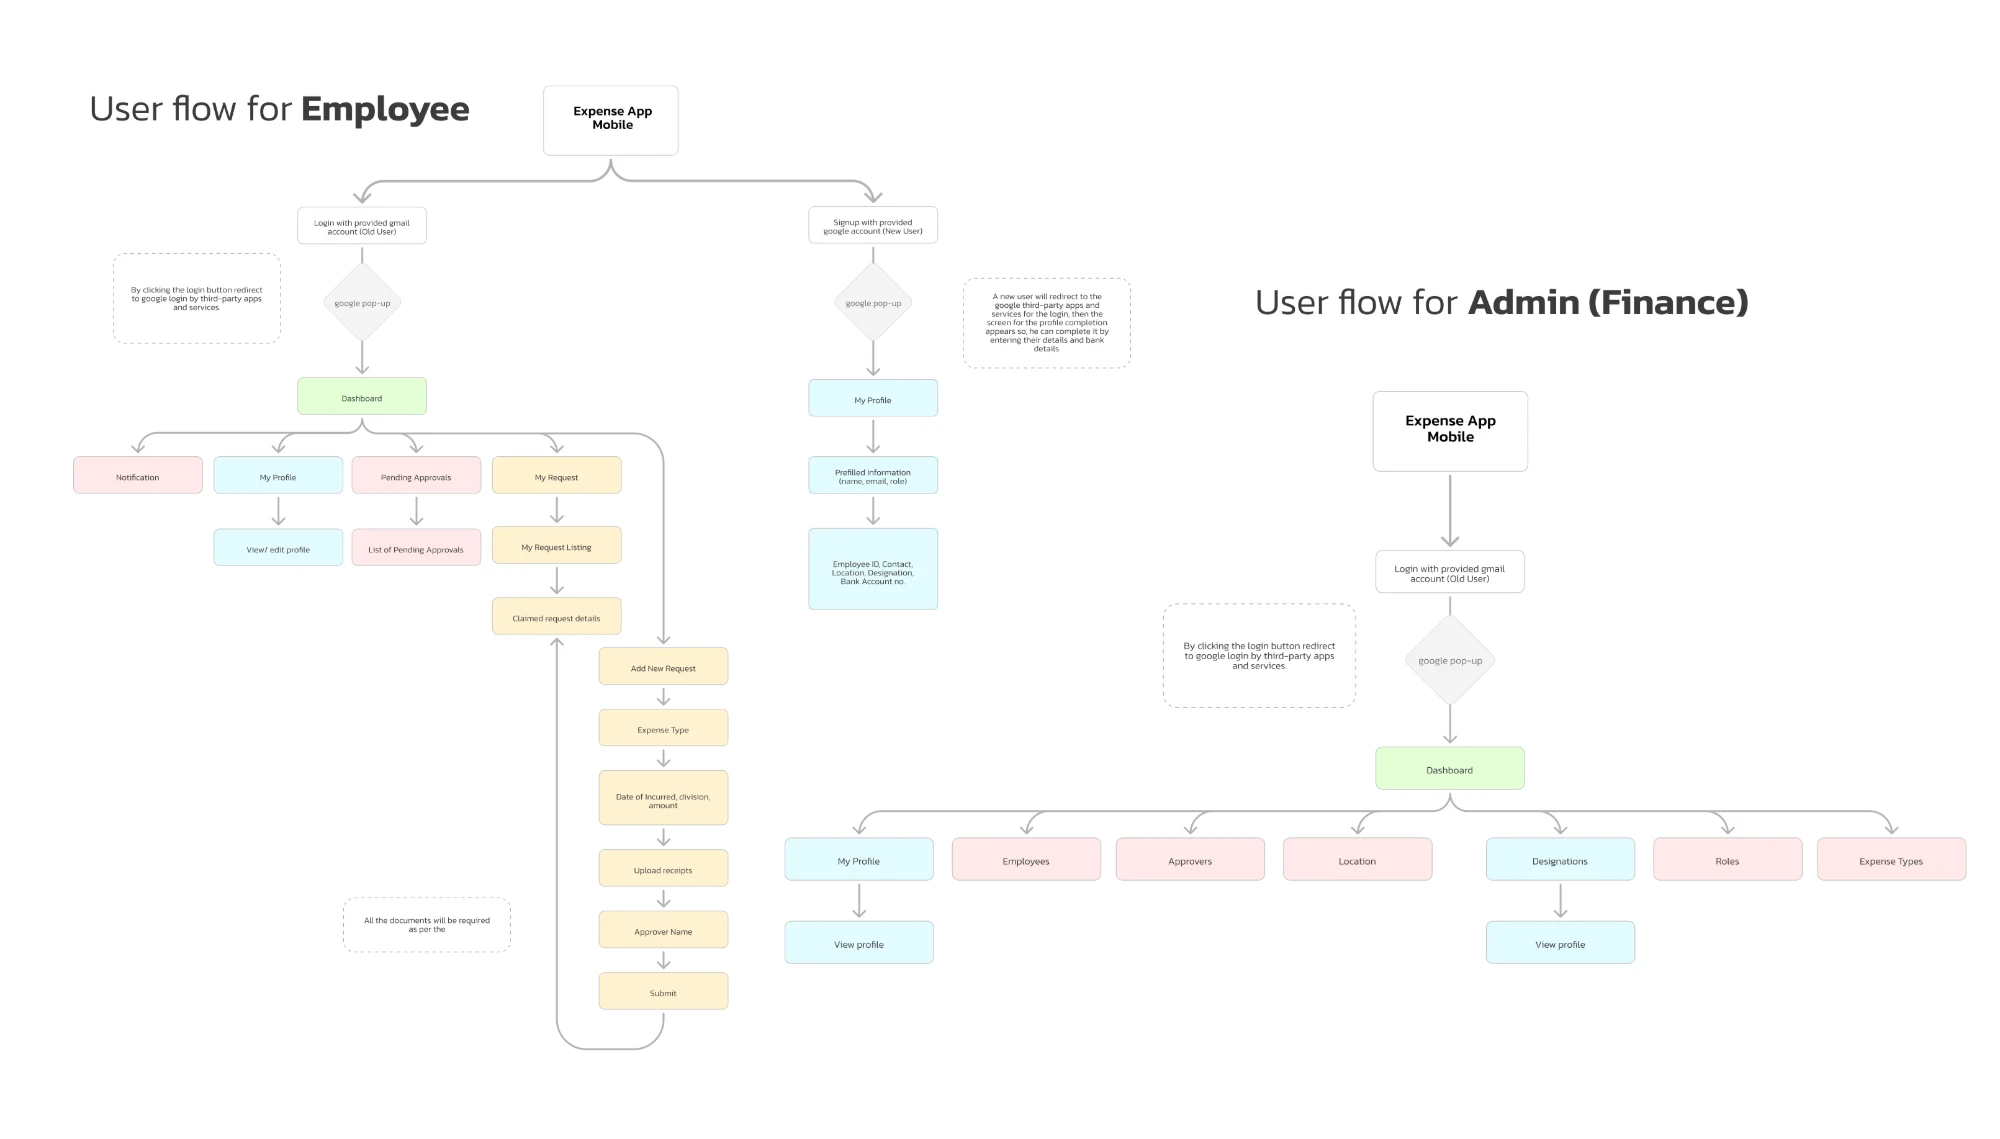 User flow for Employee
Expense App
Mobile
Login with provided gmail
account (Old User)
Signup with provided
google account (New User)
By clicking the login button redirect
to google login by third-party apps
and services.
google pop-up
google pop-up
A new user will redirect to the
google third-party apps and
services for the login, then the
screen for the profile completion
appears so, he can complete it by
entering their details and bank
details.
Dashboard
My Profile
Notification
My Profile
Pending Approvals
My Request
Prefilled Information
(name, email, role)
View/ edit profile
List of Pending Approvals
My Request Listing
Employee ID, Contact,
Location, Designation,
Bank Account no.
Claimed request details
Add New Request
Expense Type
Date of Incurred, division,
amount
Upload receipts
Approver Name
Submit
All the documents will be required
as per the
User flow for Admin (Finance)
Expense App
Mobile
Login with provided gmail
account (Old User)
By clicking the login button redirect
to google login by third-party apps
and services.
google pop-up
Dashboard
My Profile
Employees
Approvers
Location
Designations
Roles
Expense Types
View profile
View profile